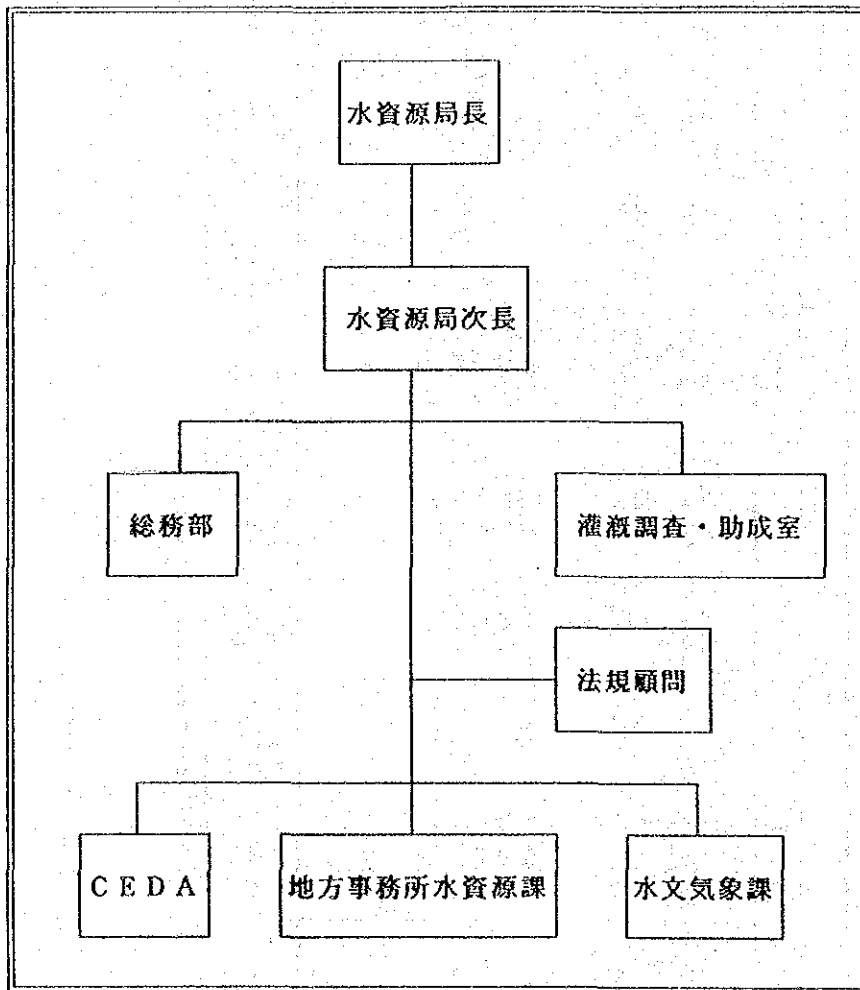 水資源局長
水資源局次長
総務部
灌漑調査・助成室
法規顧問
CEDA
地方事務所水資源課
水文気象課